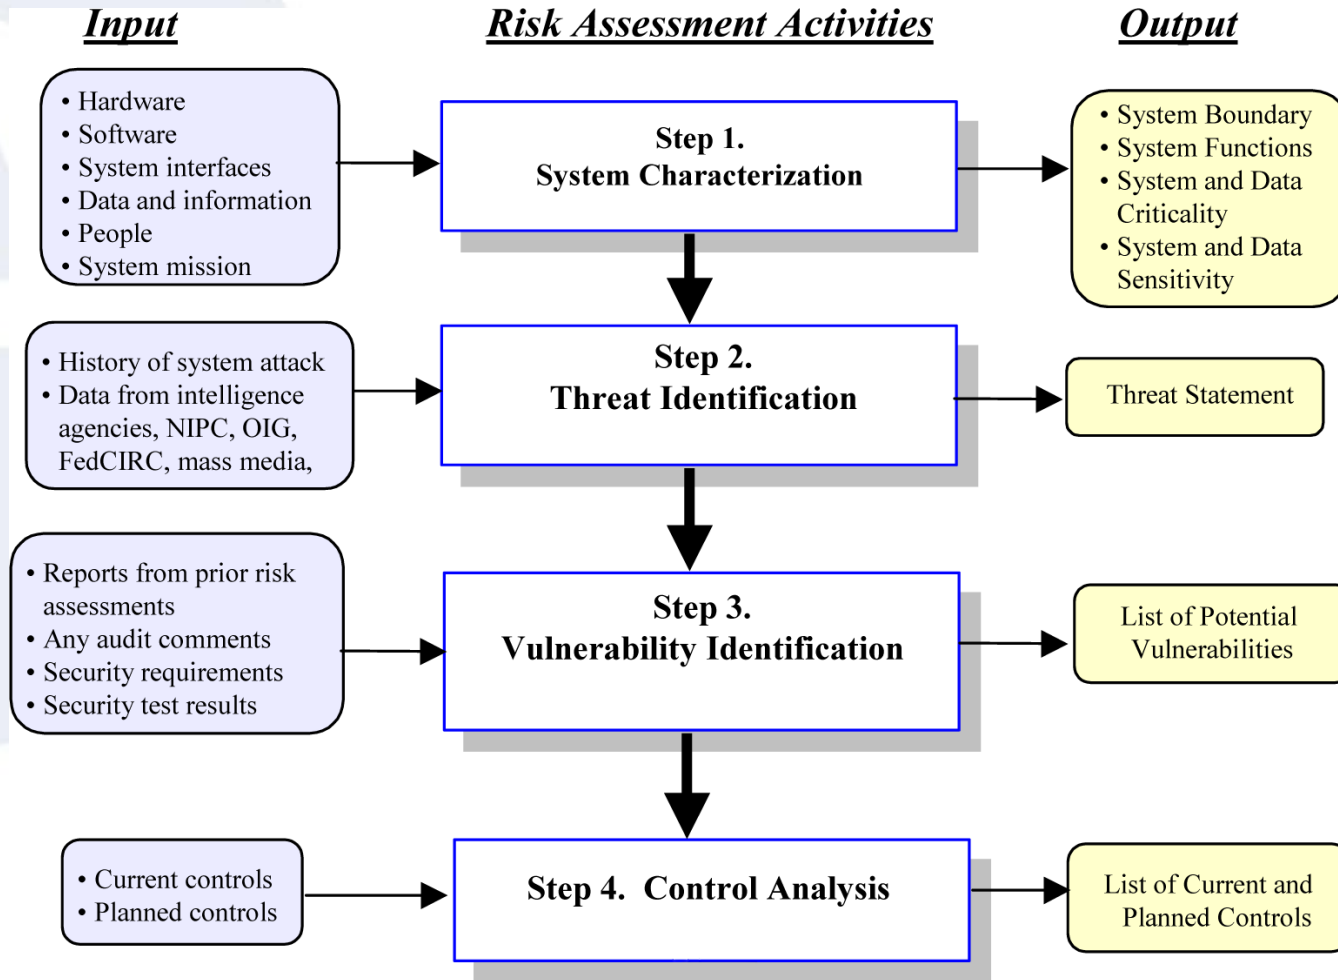 Input
Risk Assessment Activities
Output
• Hardware
• Software
• System interfaces
• Data and information
• People
• System mission
Step 1.
System Characterization
• System Boundary
• System Functions
• System and Data
Criticality
• System and Data
Sensitivity
• History of system attack
• Data from intelligence
agencies, NIPC, OIG,
FedCIRC, mass media,
Step 2.
Threat Identification
Threat Statement
• Reports from prior risk
assessments
• Any audit comments
• Security requirements
• Security test results
Step 3.
Vulnerability Identification
List of Potential
Vulnerabilities
• Current controls
• Planned controls
Step 4. Control Analysis
List of Current and
Planned Controls